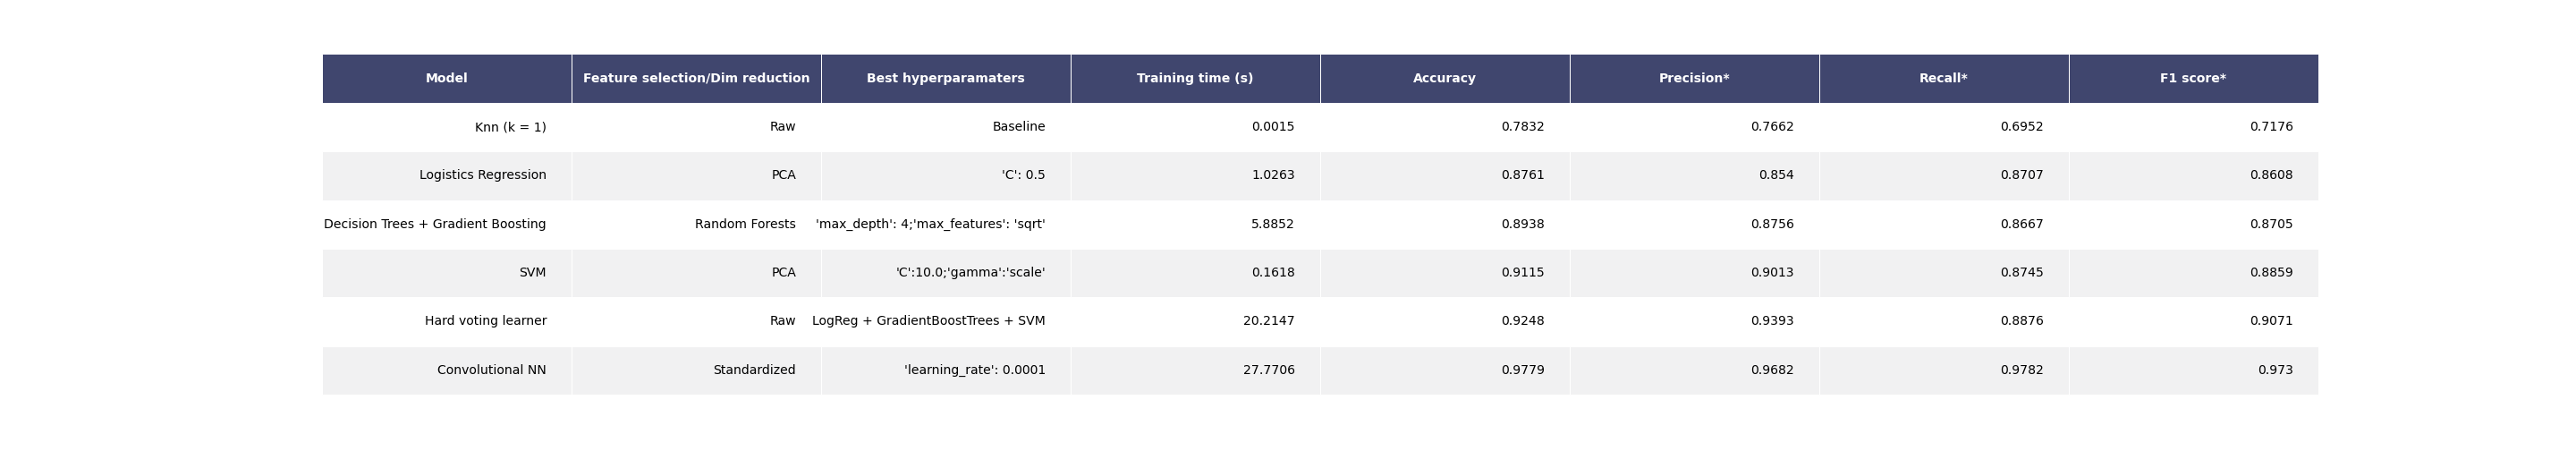 Model Feature selection/Dim reduction Best hyperparamaters Training time (s) Accuracy Precision* Recall* F1 score*
Knn (k = 1) Raw Baseline 0.0015 0.7832 0.7662 0.6952 0.7176
Logistics Regression PCA 'C': 0.5 1.0263 0.8761 0.854 0.8707 0.8608
Decision Trees + Gradient Boosting Random Forests 'max_depth': 4;'max_features': 'sqrt' 5.8852 0.8938 0.8756 0.8667 0.8705
SVM PCA 'C':10.0;'gamma':'scale' 0.1618 0.9115 0.9013 0.8745 0.8859
Hard voting learner Raw LogReg + GradientBoostTrees + SVM 20.2147 0.9248 0.9393 0.8876 0.9071
Convolutional NN Standardized 'learning_rate': 0.0001 27.7706 0.9779 0.9682 0.9782 0.973